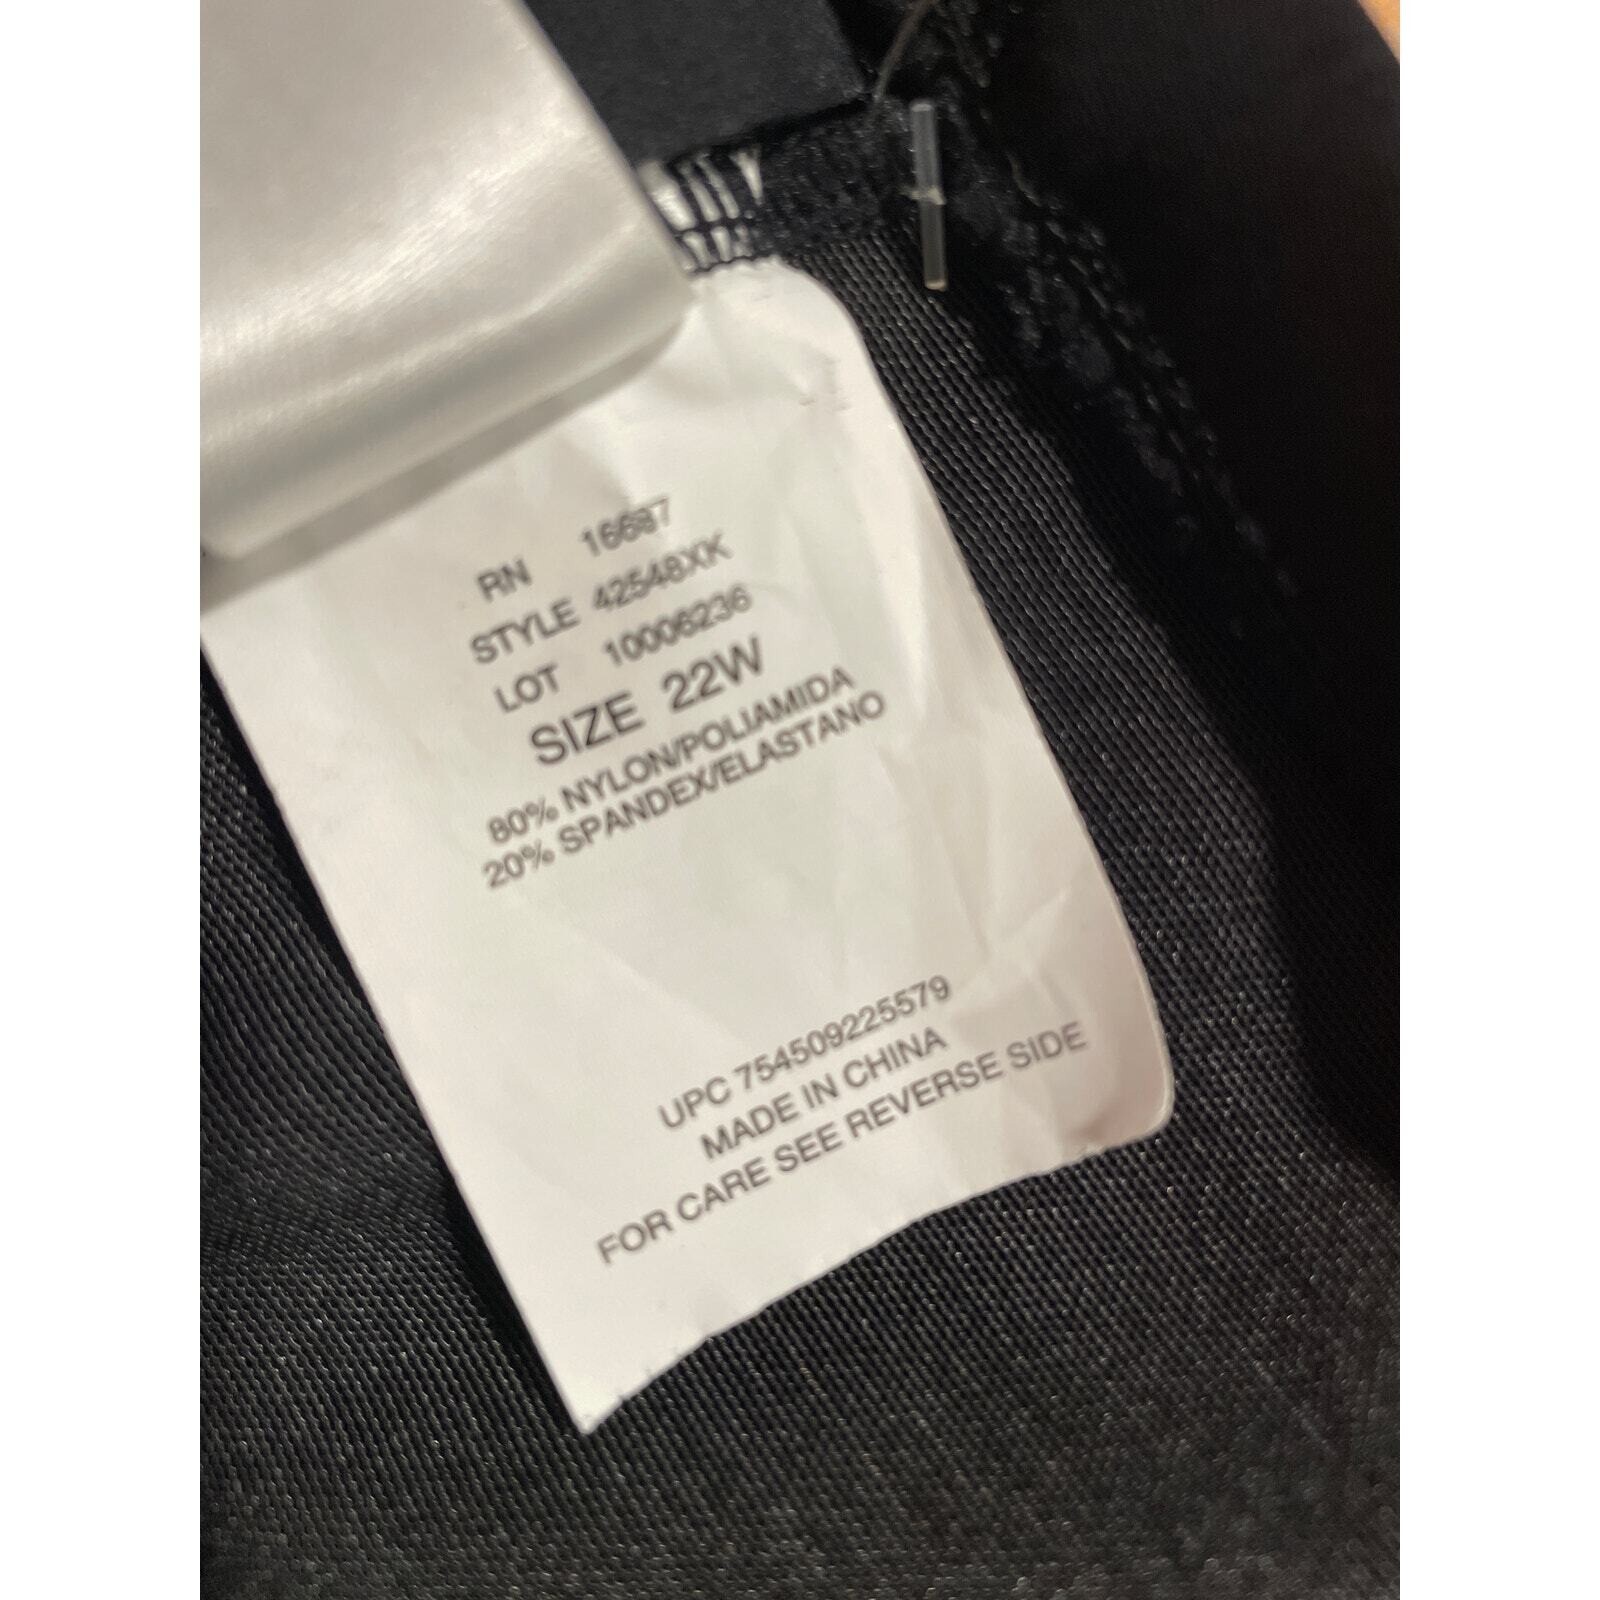 RN 16697
STYLE 42548XK
LOT 10006236
SIZE 22W
80% NYLON/POLIAMIDA
20% SPANDEX/ELASTANO
UPC 754509225579
MADE IN CHINA
FOR CARE SEE REVERSE SIDE